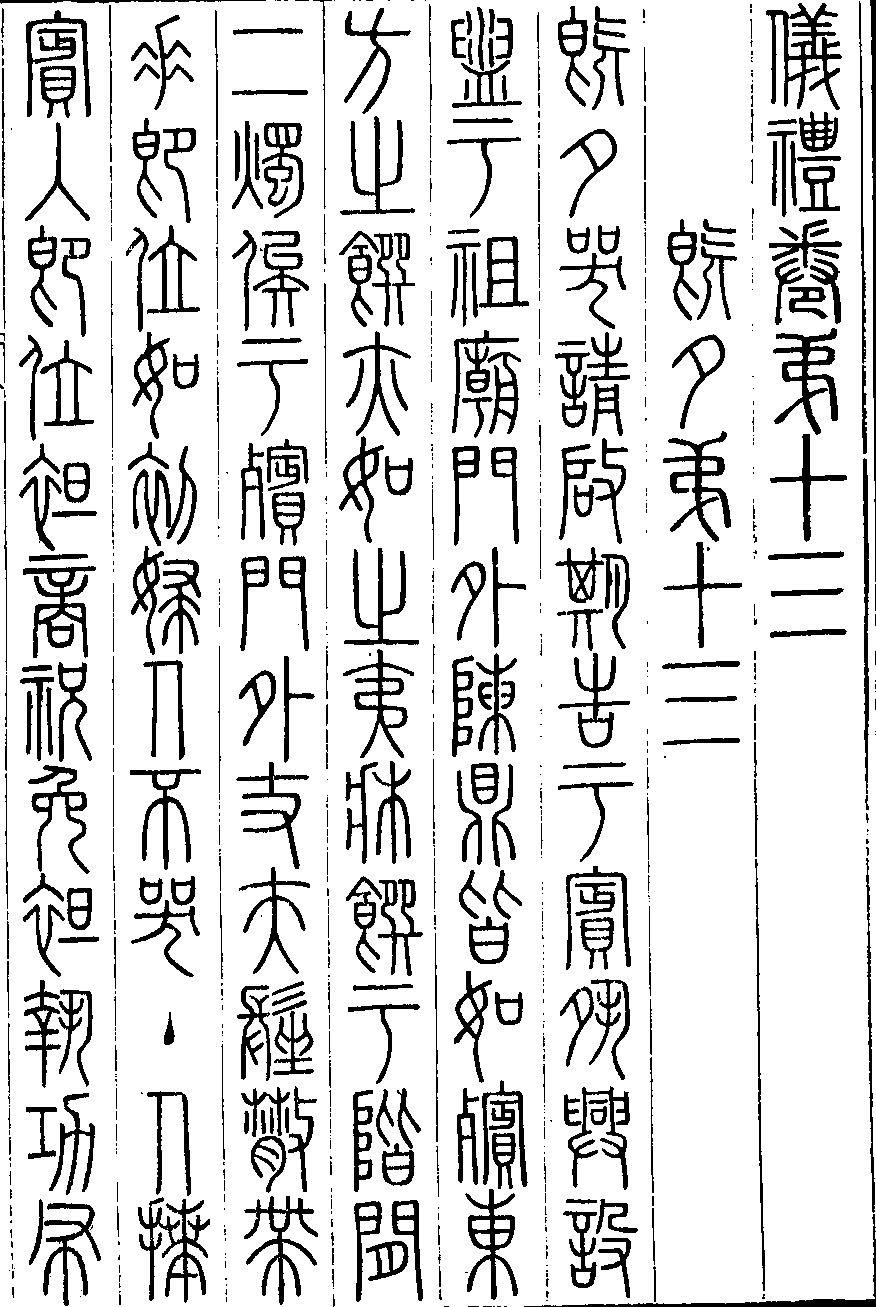 儀禮卷弟十三
既夕弟十三
既夕哭請啟期告于賓夙興設
盥于祖廟門外陳鼎皆如殯東
方之饌亦如之夷牀饌于階間
二燭俟于殯門外丈夫髽散帶
垂即位如初婦人不哭主人拜
賓入即位袒商祝免袒執功布